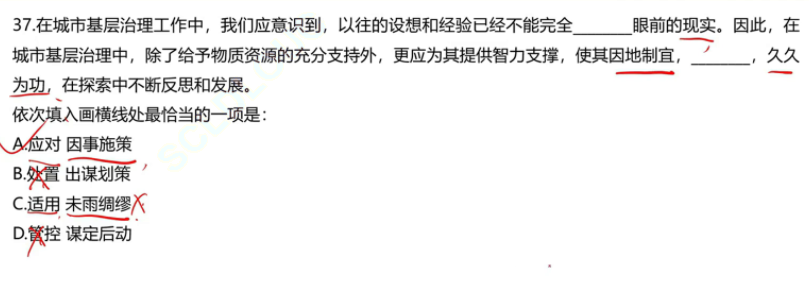 37.在城市基层治理工作中，我们应意识到，以往的设想和经验已经不能完全_______眼前的现实。因此，在
城市基层治理中，除了给予物质资源的充分支持外，更应为其提供智力支撑，使其因地制宜，_______，久久
为功，在探索中不断反思和发展。
依次填入画横线处最恰当的一项是：
A.应对 因事施策
B.处置 出谋划策
C.适用 未雨绸缪
D.管控 谋定后动